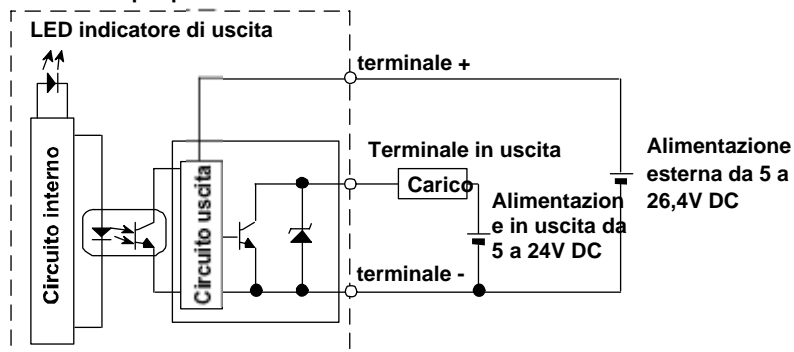 LED indicatore di uscita
terminale +
Circuito interno
Circuito uscita
Terminale in uscita
Carico
Alimentazion
e in uscita da
5 a 24V DC
Alimentazione
esterna da 5 a
26,4V DC
terminale -